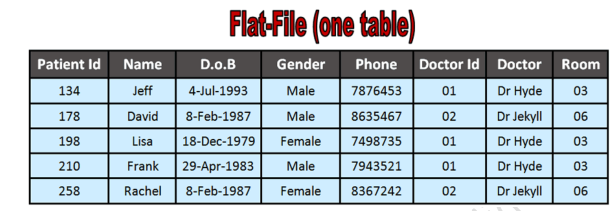 Flat-File (one table)
Patient Id Name D.o.B Gender Phone Doctor Id Doctor Room
134 Jeff 4-Jul-1993 Male 7876453 01 Dr Hyde 03
178 David 8-Feb-1987 Male 8635467 02 Dr Jekyll 06
198 Lisa 18-Dec-1979 Female 7498735 01 Dr Hyde 03
210 Frank 29-Apr-1983 Male 7943521 01 Dr Hyde 03
258 Rachel 8-Feb-1987 Female 8367242 02 Dr Jekyll 06